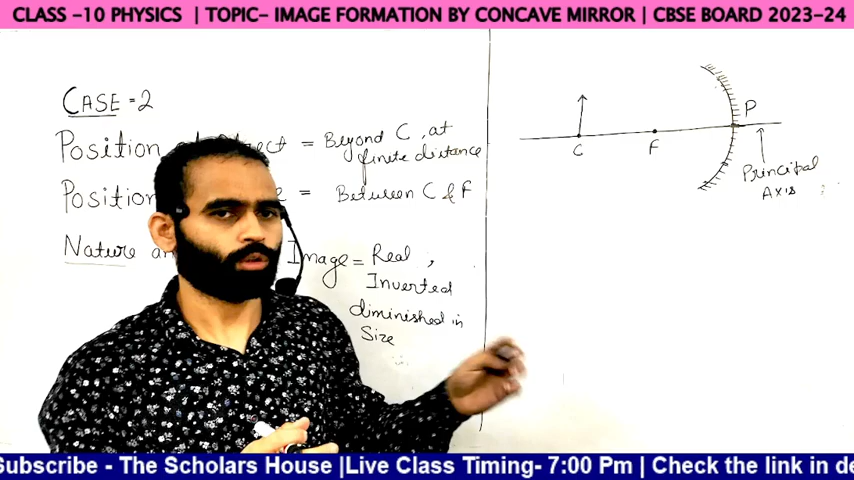 CLASS -10 PHYSICS | TOPIC- IMAGE FORMATION BY CONCAVE MIRROR | CBSE BOARD 2023-24
CASE = 2
Position ect = Beyond C, at
finite distance
Position e = Between C & F
Nature an Image = Real,
Inverted
diminished in
Size
P
C
F
Principal
Axis
Subscribe - The Scholars House |Live Class Timing- 7:00 Pm | Check the link in de